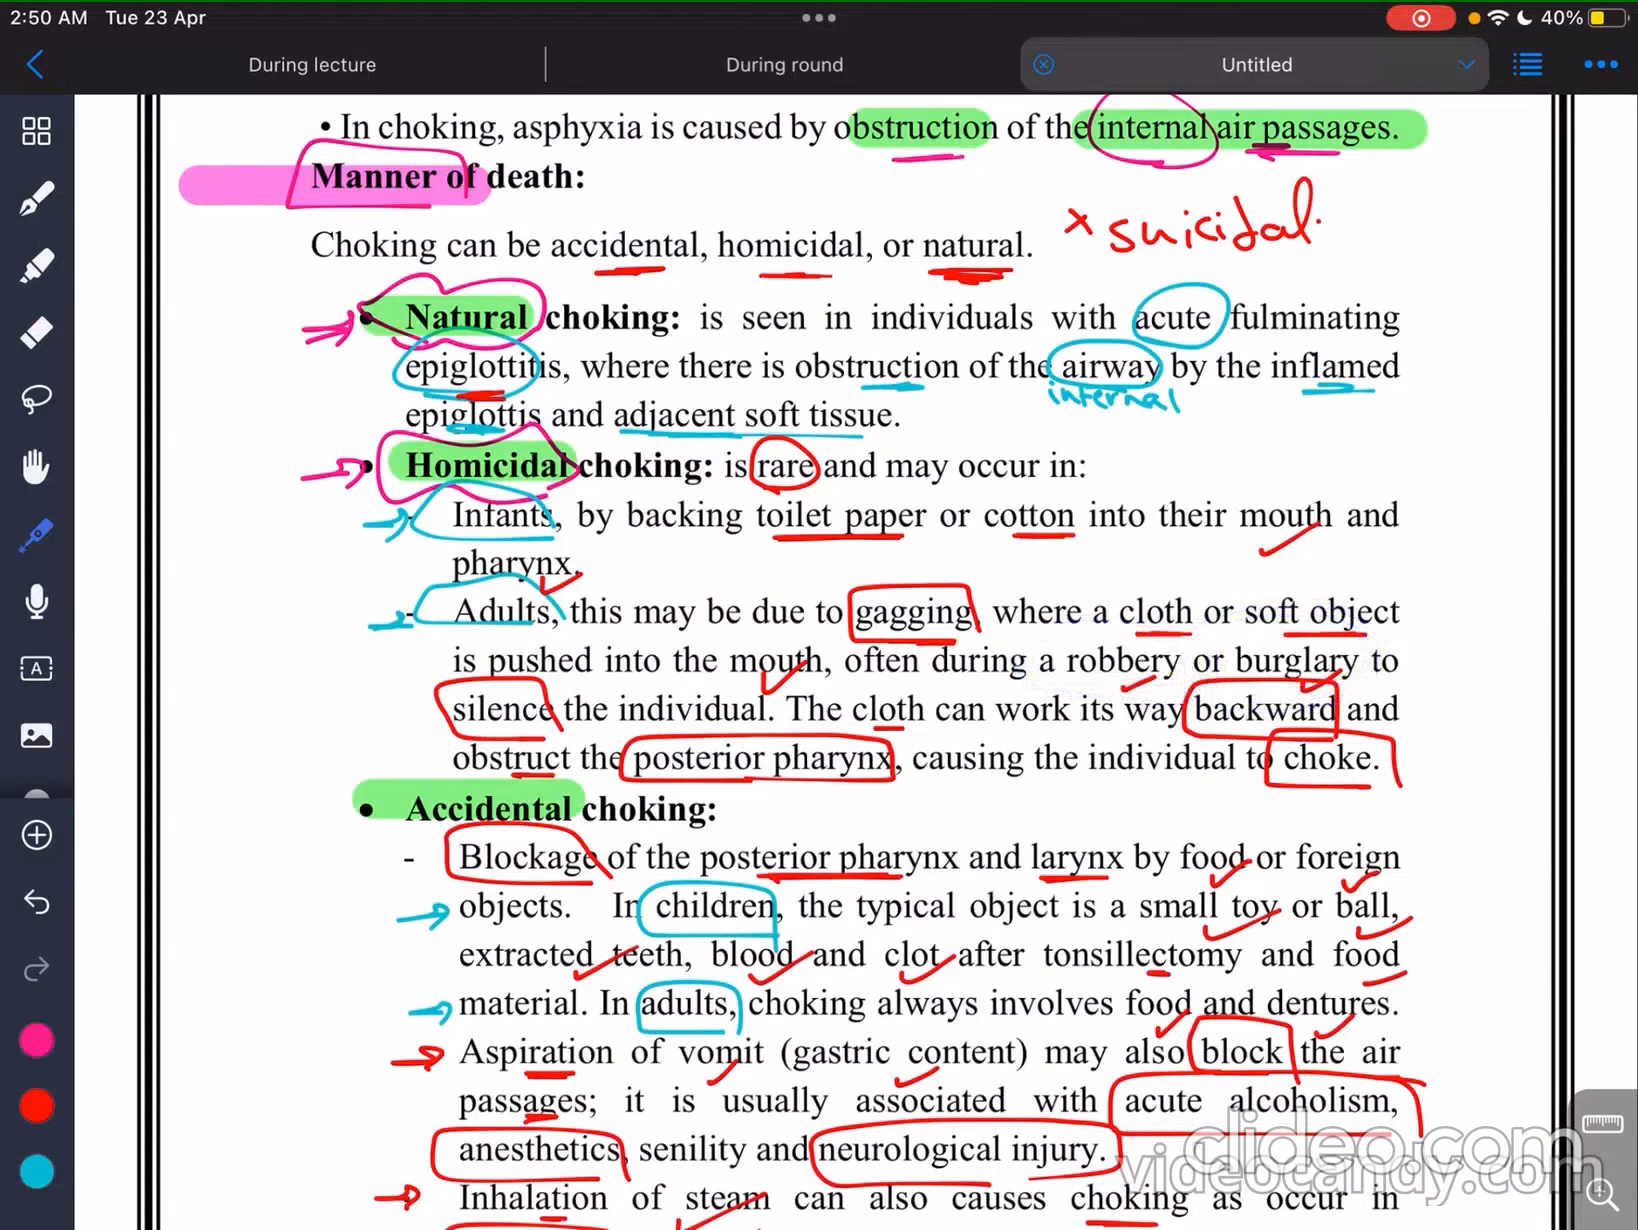 2:50 AM Tue 23 Apr 40%
During lecture During round Untitled
• In choking, asphyxia is caused by obstruction of the internal air passages.
Manner of death:
Choking can be accidental, homicidal, or natural. × suicidal.
• Natural choking: is seen in individuals with acute fulminating
epiglottitis, where there is obstruction of the airway by the inflamed
internal
epiglottis and adjacent soft tissue.
• Homicidal choking: is rare and may occur in:
- Infants, by backing toilet paper or cotton into their mouth and
pharynx.
- Adults, this may be due to gagging, where a cloth or soft object
is pushed into the mouth, often during a robbery or burglary to
silence the individual. The cloth can work its way backward and
obstruct the posterior pharynx, causing the individual to choke.
• Accidental choking:
- Blockage of the posterior pharynx and larynx by food or foreign
objects. In children, the typical object is a small toy or ball,
extracted teeth, blood and clot after tonsillectomy and food
material. In adults, choking always involves food and dentures.
Aspiration of vomit (gastric content) may also block the air
passages; it is usually associated with acute alcoholism,
anesthetics, senility and neurological injury.
Inhalation of steam can also causes choking as occur in
clideo.com
videocandy.com